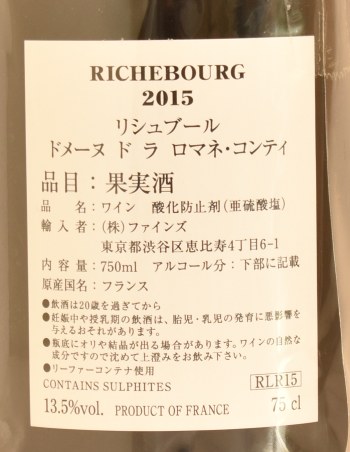 RICHEBOURG
2015
リシュブール
ドメーヌ ド ラ ロマネ・コンティ
品目：果実酒
品　　名：ワイン　酸化防止剤(亜硫酸塩)
輸 入 者：(株)ファインズ
東京都渋谷区恵比寿4丁目6-1
内 容 量：750ml　アルコール分：下部に記載
原産国名：フランス
●飲酒は20歳を過ぎてから
●妊娠中や授乳期の飲酒は、胎児・乳児の発育に悪影響を
与えるおそれがあります。
●瓶底にオリや結晶が出る場合があります。ワインの自然な
成分ですので沈めて上澄みをお飲み下さい。
●リーファーコンテナ使用
CONTAINS SULPHITES RLR15
13.5%vol. PRODUCT OF FRANCE 75 cl